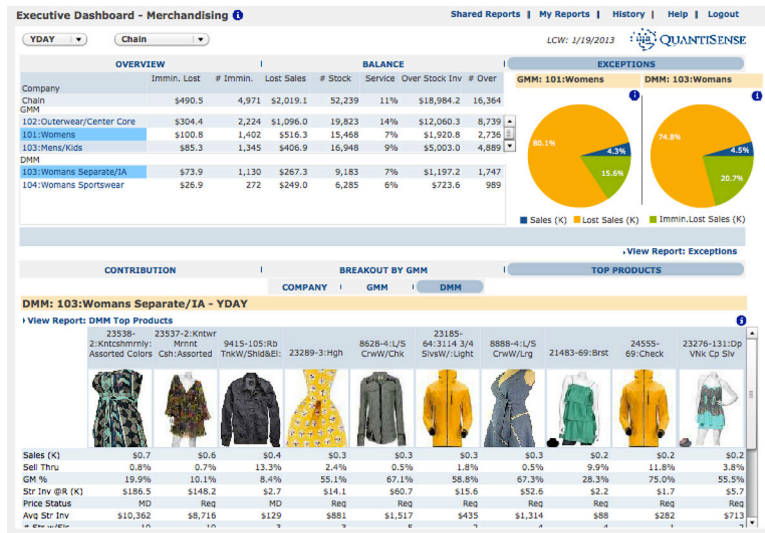 Executive Dashboard - Merchandising
Shared Reports | My Reports | History | Help | Logout
YDAY Chain LCW: 1/19/2013 QUANTISENSE
OVERVIEW | BALANCE | EXCEPTIONS
Immin. Lost # Immin. Lost Sales # Stock Service Over Stock Inv # Over
Company
Chain $490.5 4,971 $2,019.1 52,239 11% $18,984.2 16,364
GMM
102:Outerwear/Center Core $304.4 2,224 $1,096.0 19,823 14% $12,060.3 8,739
101:Womens $100.8 1,402 $516.3 15,468 7% $1,920.8 2,736
103:Mens/Kids $85.3 1,345 $406.9 16,948 9% $5,003.0 4,889
DMM
103:Womans Separate/IA $73.9 1,130 $267.3 9,183 7% $1,197.2 1,747
104:Womans Sportswear $26.9 272 $249.0 6,285 6% $723.6 989
GMM: 101:Womens DMM: 103:Womans
80.1% 4.3% 15.6%
74.8% 4.5% 20.7%
Sales (K) Lost Sales (K) Immin.Lost Sales (K)
View Report: Exceptions
CONTRIBUTION | BREAKOUT BY GMM | TOP PRODUCTS
COMPANY | GMM | DMM
DMM: 103:Womans Separate/IA - YDAY
View Report: DMM Top Products
23538-2:Kntcshmrnly: Assorted Colors
23537-2:Kntwr Mrnnt Csh:Assorted
9415-105:Rb TnkW/Shld&El:
23289-3:Hgh
8628-4:L/S CrwW/Chk
23185-64:3114 3/4 SlvsW/:Light
8888-4:L/S CrwW/Lrg
21483-69:Brst
24555-69:Check
23276-131:Dp VNk Cp Slv
Sales (K) $0.7 $0.6 $0.4 $0.3 $0.3 $0.3 $0.3 $0.2 $0.2 $0.2
Sell Thru 0.8% 0.7% 13.3% 2.4% 0.5% 1.8% 0.5% 9.9% 11.8% 3.8%
GM % 19.9% 10.1% 8.4% 55.1% 67.1% 58.8% 67.3% 28.3% 75.0% 55.5%
Str Inv @R (K) $186.5 $148.2 $2.7 $14.1 $60.7 $15.6 $52.6 $2.2 $1.7 $5.7
Price Status MD Reg MD Reg Reg Reg Reg Reg Reg Reg
Avg Str Inv $10,362 $8,716 $129 $881 $1,517 $435 $1,314 $88 $282 $713